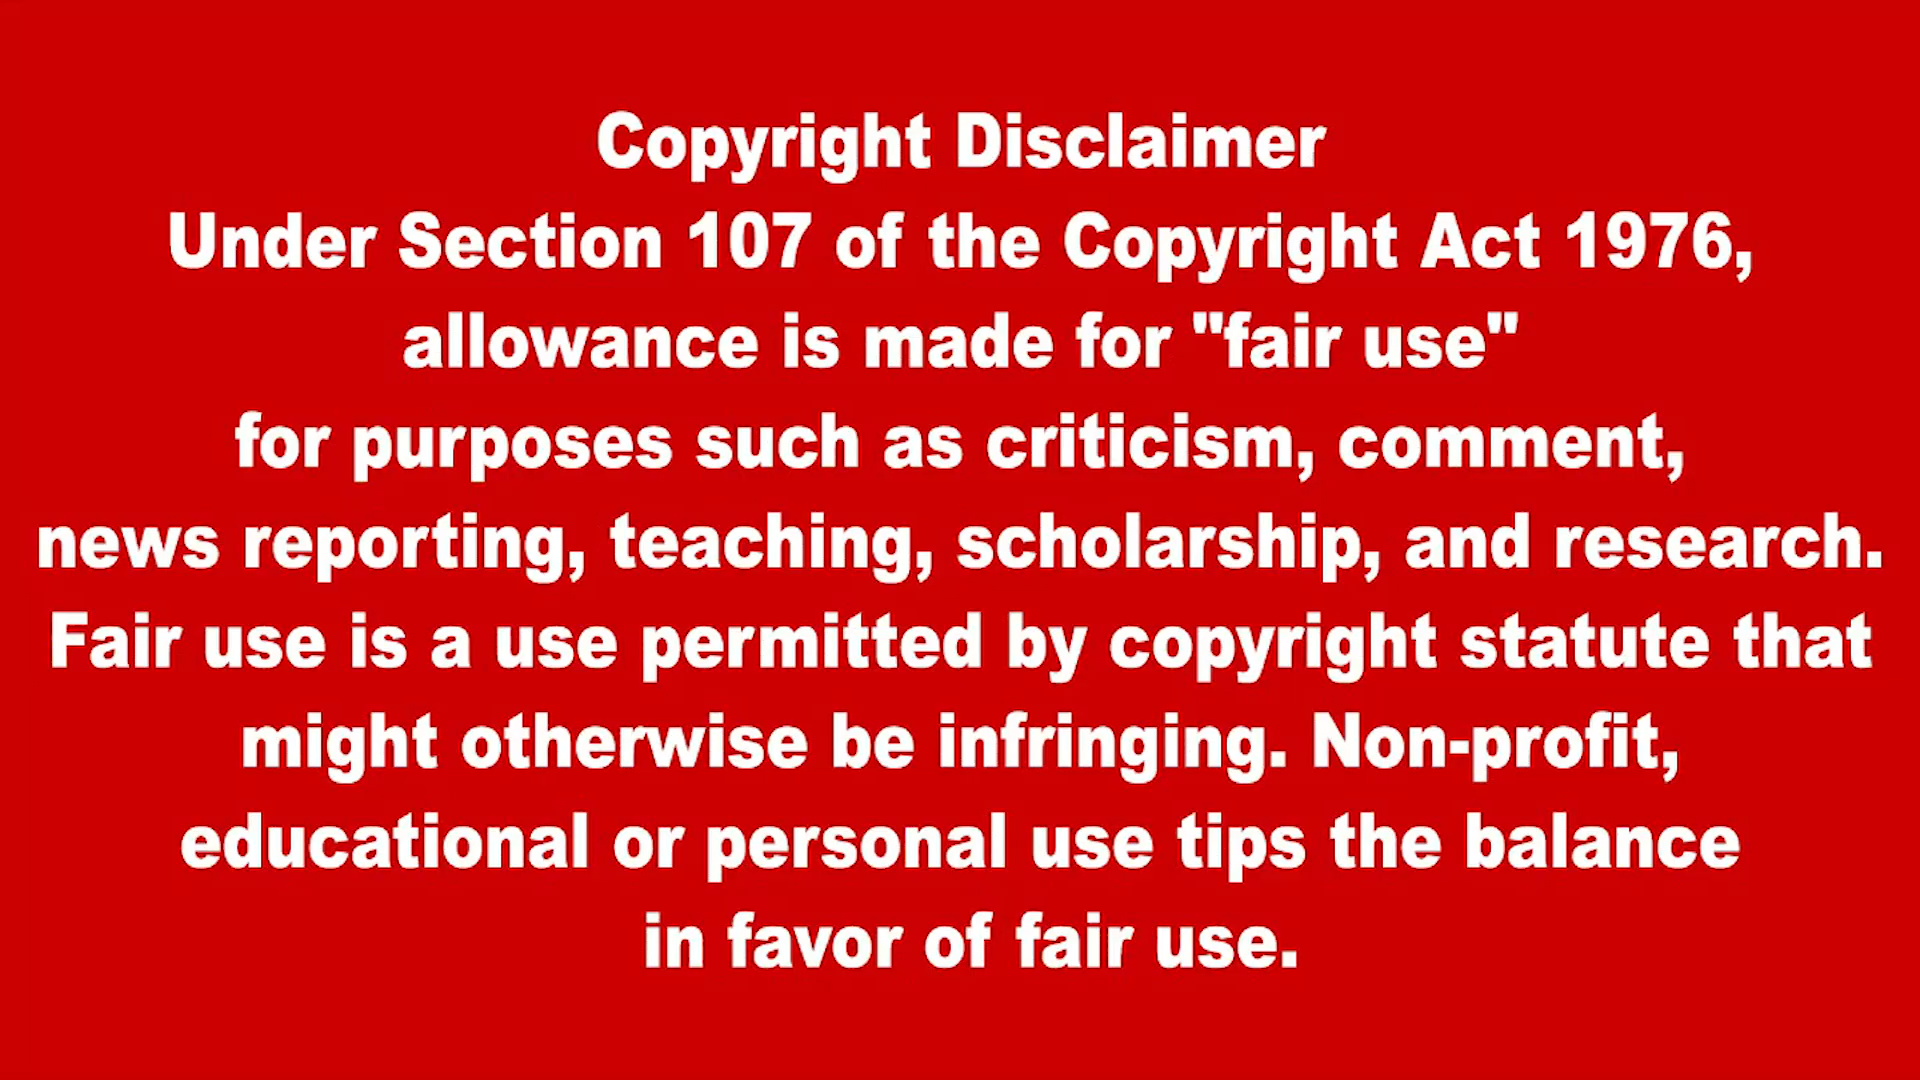 Copyright Disclaimer
Under Section 107 of the Copyright Act 1976,
allowance is made for "fair use"
for purposes such as criticism, comment,
news reporting, teaching, scholarship, and research.
Fair use is a use permitted by copyright statute that
might otherwise be infringing. Non-profit,
educational or personal use tips the balance
in favor of fair use.